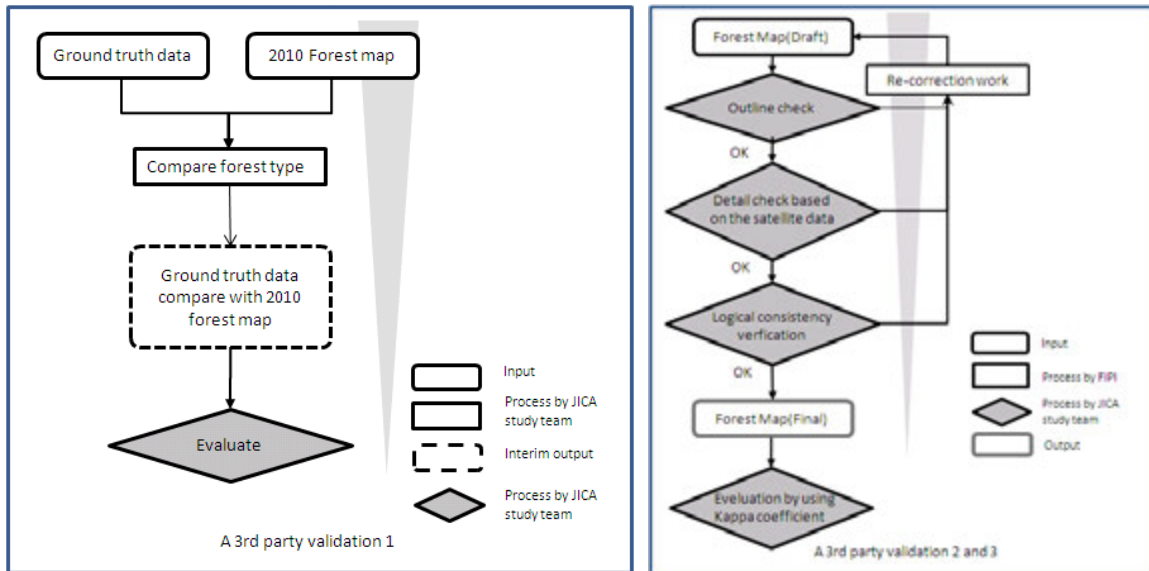 Ground truth data
2010 Forest map
Compare forest type
Ground truth data
compare with 2010
forest map
Evaluate
Input
Process by JICA
study team
Interim output
Process by JICA
study team
A 3rd party validation 1
Forest Map(Draft)
Re-correction work
Outline check
OK
Detail check based
on the satellite data
OK
Logical consistency
verfication
OK
Forest Map(Final)
Eveluation by using
Kappa coefficient
Input
Process by FIPI
Process by JICA
study team
Output
A 3rd party validation 2 and 3